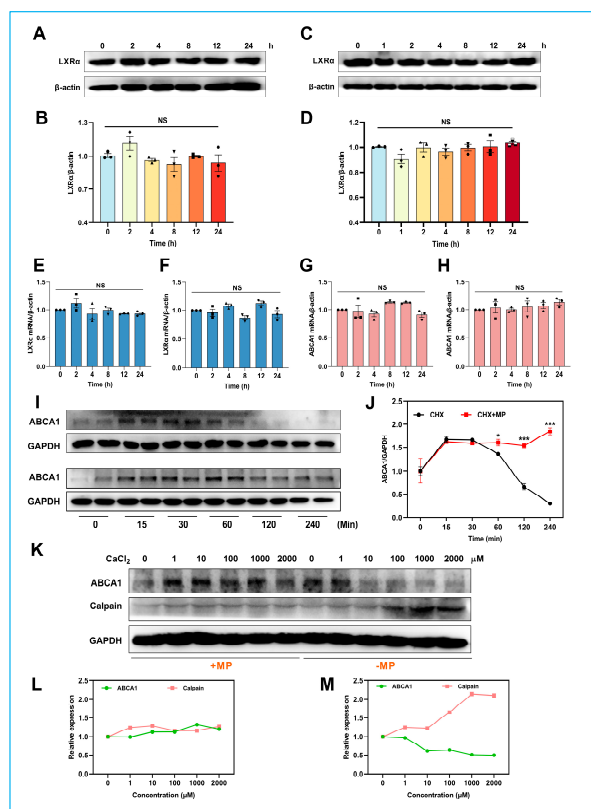 A
0 2 4 8 12 24 h
LXRα
β-actin
C
0 1 2 4 8 12 24 h
LXRα
β-actin
B
NS
LXRα/β-actin
1.3
1.0
0.7
0.4
0 2 4 8 12 24
Time (h)
D
NS
LXRα/β-actin
1.2
0.9
0.6
0.3
0.0
0 1 2 4 8 12 24
Time (h)
E
NS
LXRα mRNA/β-actin
1.5
1.0
0.5
0.0
0 2 4 8 12 24
Time (h)
F
NS
LXRα mRNA/β-actin
1.5
1.0
0.5
0.0
0 2 4 8 12 24
Time (h)
G
NS
ABCA1 mRNA/β-actin
1.5
1.0
0.5
0.0
0 2 4 8 12 24
Time (h)
H
NS
ABCA1 mRNA/β-actin
1.5
1.0
0.5
0.0
0 2 4 8 12 24
Time (h)
I
ABCA1
GAPDH
ABCA1
GAPDH
0 15 30 60 120 240 (Min)
J
CHX CHX+MP
ABCA1/GAPDH
2.0
1.5
1.0
0.5
0.0
* *** ***
0 15 30 60 120 240
Time (min)
K
CaCl₂ 0 1 10 100 1000 2000 0 1 10 100 1000 2000 μM
ABCA1
Calpain
GAPDH
+MP -MP
L
ABCA1 Calpain
Relative expression
2.5
2.0
1.5
1.0
0.5
0.0
0 1 10 100 1000 2000
Concentration (μM)
M
ABCA1 Calpain
Relative expression
2.5
2.0
1.5
1.0
0.5
0.0
0 1 10 100 1000 2000
Concentration (μM)